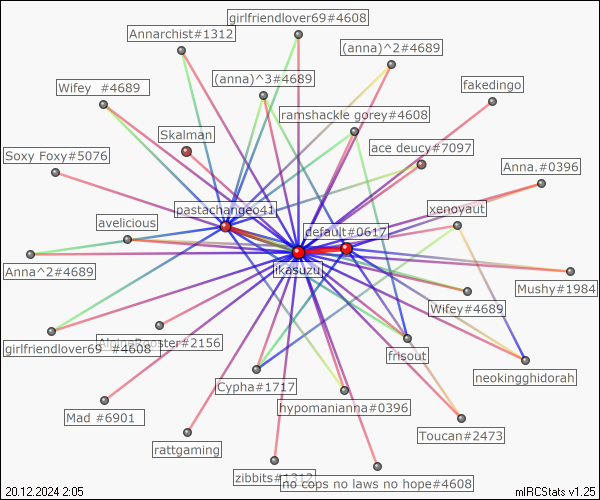 girlfriendlover69#4608
Annarchist#1312
(anna)^2#4689
(anna)^3#4689
Wifey #4689
fakedingo
ramshackle gorey#4608
Skalman
ace deucy#7097
Soxy Foxy#5076
Anna.#0396
pastachangeo41
xenoyaut
avelicious
default#0617
likasuzu
Anna^2#4689
Mushy#1984
Wifey#4689
girlfriendlover69 #4608
frisout
neokingghidorah
Cypha#1717
hypomanianna#0396
Mad #6901
Toucan#2473
rattgaming
zibbits#1312
no cops no laws no hope#4608
20.12.2024 2:05
mIRCStats v1.25